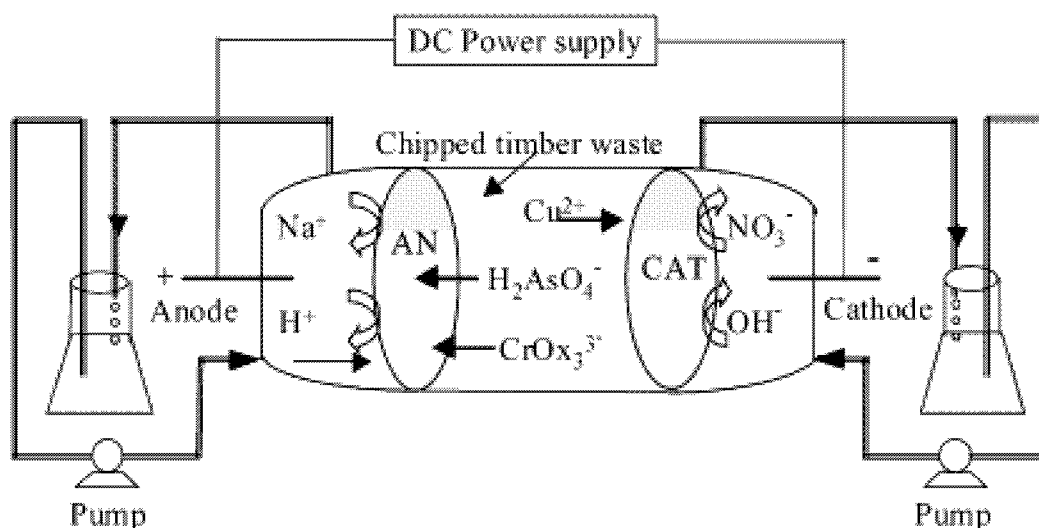 DC Power supply
Chipped timber waste
Na⁺
AN
Cu²⁺
NO₃⁻
+
Anode
H₂AsO₄⁻
CAT
-
Cathode
H⁺
CrOx₃³⁻
OH⁻
Pump
Pump